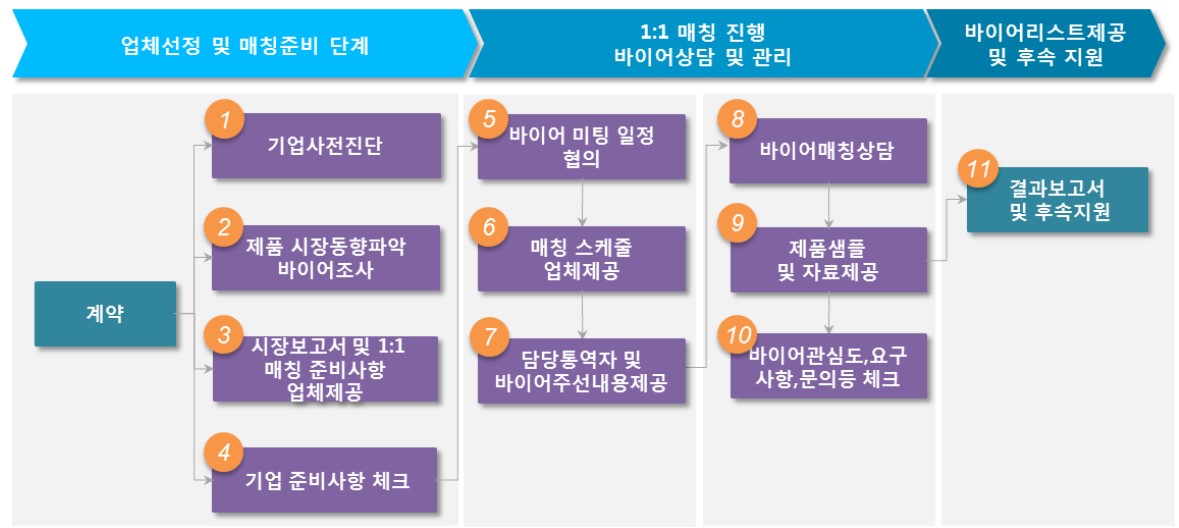 업체선정 및 매칭준비 단계
1:1 매칭 진행
바이어상담 및 관리
바이어리스트제공
및 후속 지원
계약
1
기업사전진단
2
제품 시장동향파악
바이어조사
3
시장보고서 및 1:1
매칭 준비사항
업체제공
4
기업 준비사항 체크
5
바이어 미팅 일정
협의
6
매칭 스케줄
업체제공
7
담당통역자 및
바이어주선내용제공
8
바이어매칭상담
9
제품샘플
및 자료제공
10
바이어관심도,요구
사항,문의등 체크
11
결과보고서
및 후속지원